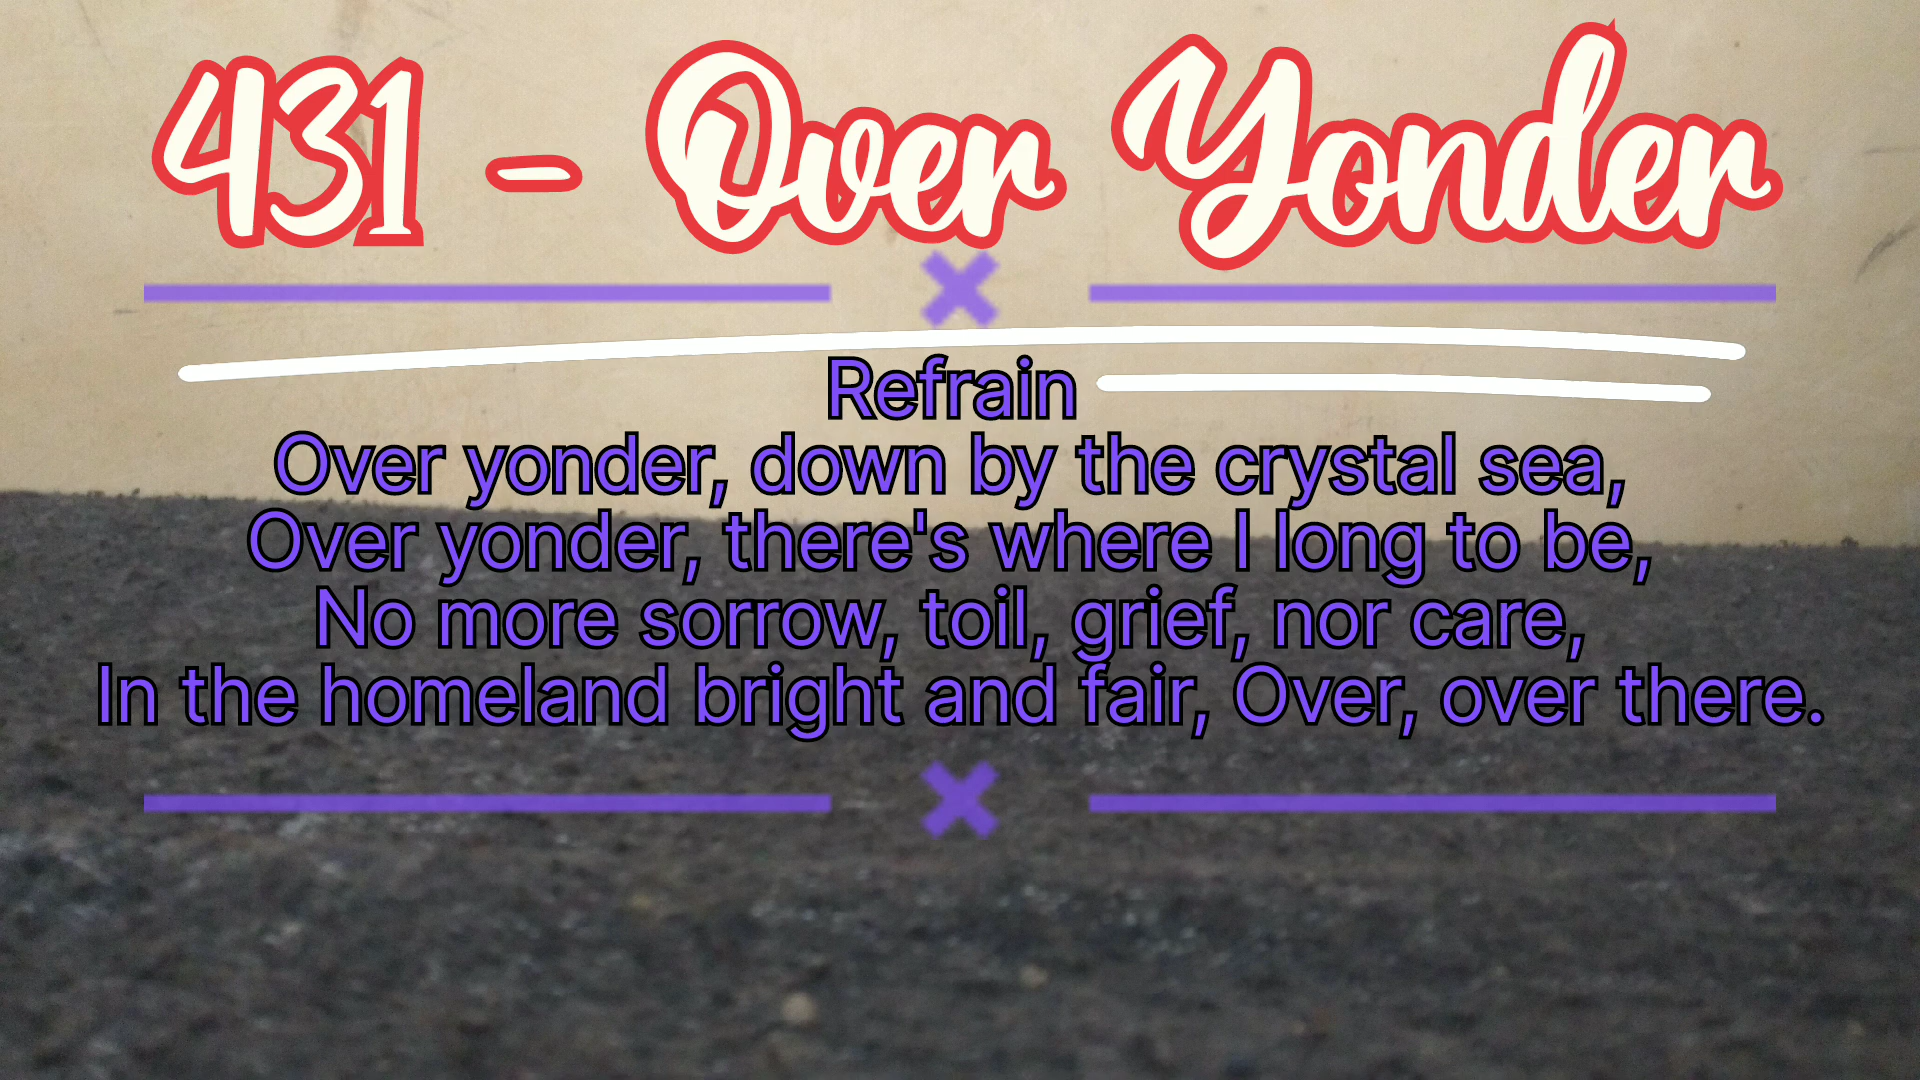 431 - Over Yonder
Refrain
Over yonder, down by the crystal sea,
Over yonder, there's where I long to be,
No more sorrow, toil, grief, nor care,
In the homeland bright and fair, Over, over there.